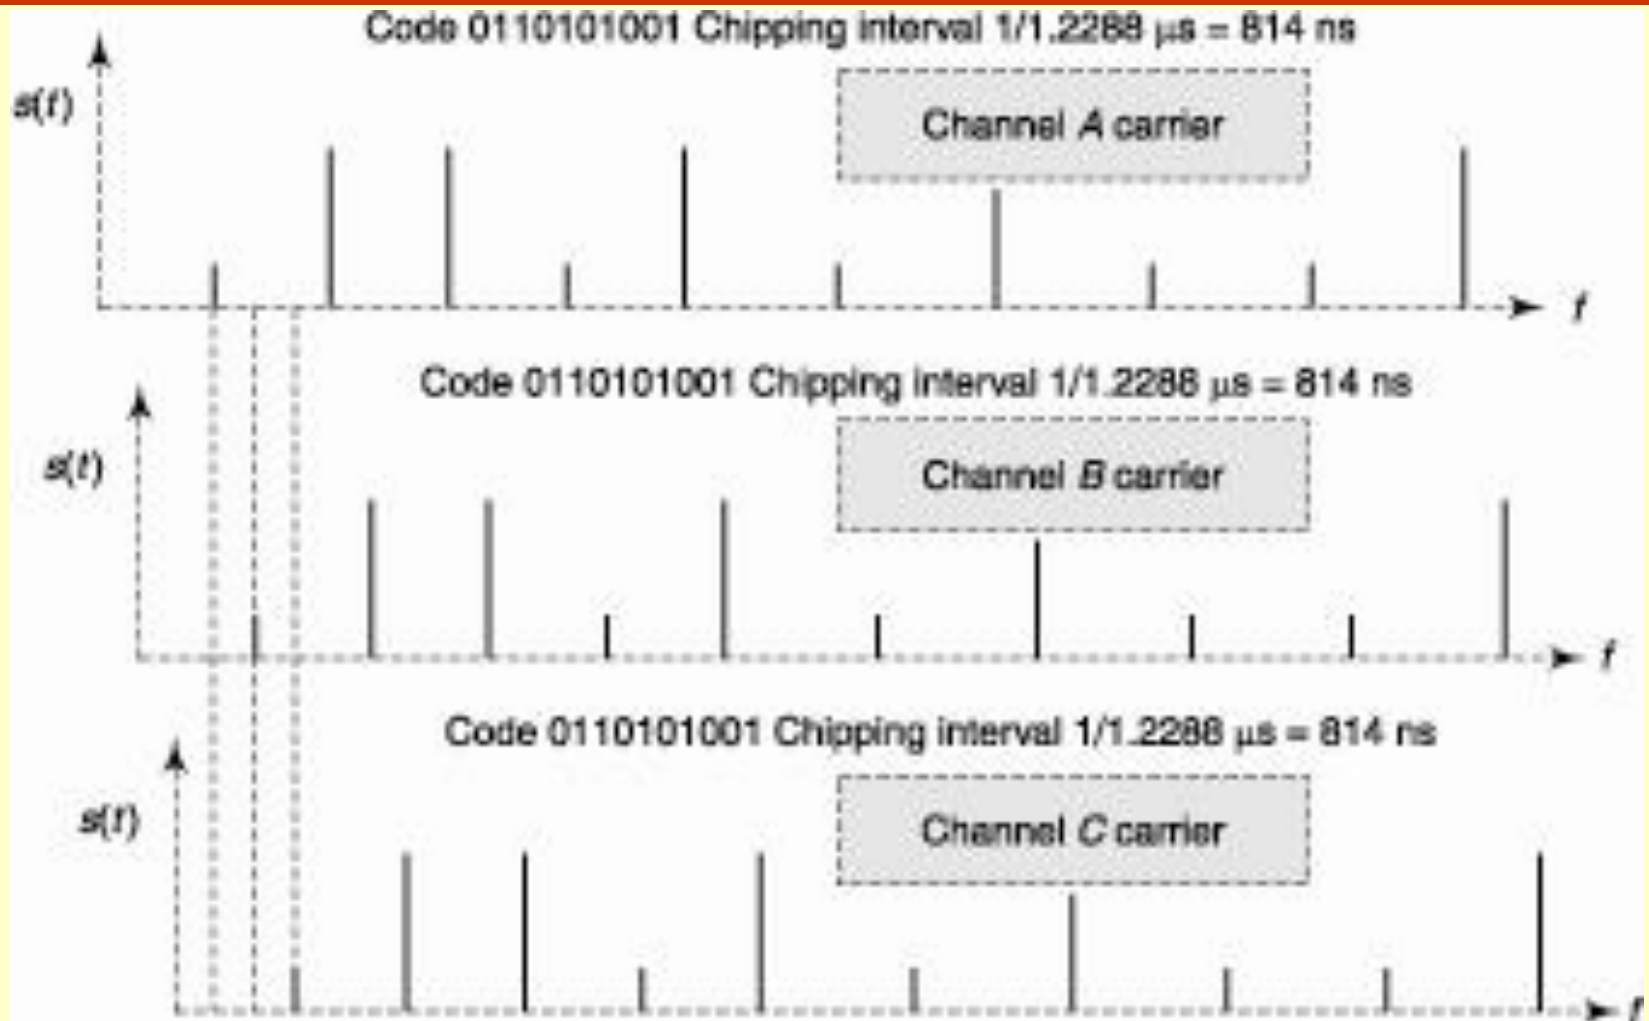 Code 0110101001 Chipping interval 1/1.2288 μs = 814 ns
s(t)
Channel A carrier
f
Code 0110101001 Chipping interval 1/1.2288 μs = 814 ns
s(t)
Channel B carrier
f
Code 0110101001 Chipping interval 1/1.2288 μs = 814 ns
s(t)
Channel C carrier
f